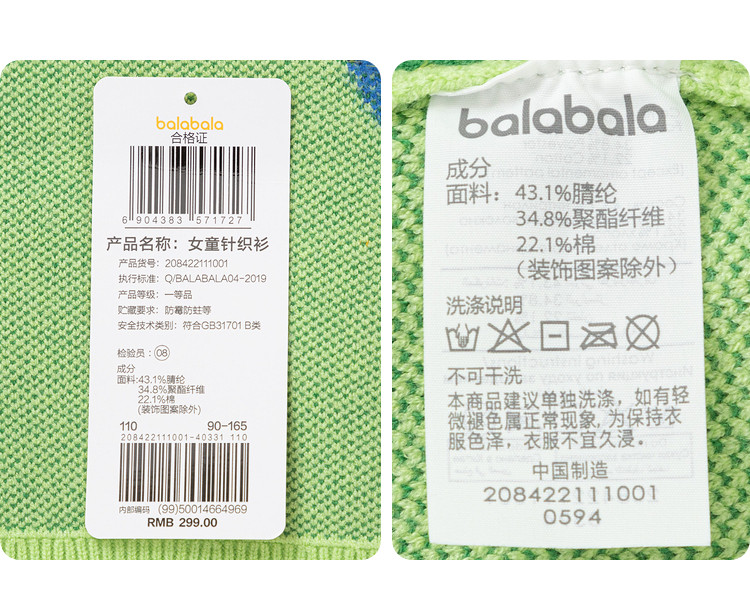 balabala
合格证
6 904383 571727
产品名称：女童针织衫
产品货号：208422111001
执行标准：Q/BALABALA04-2019
产品等级：一等品
贮藏要求：防霉防蛀等
安全技术类别：符合GB31701 B类
检验员：08
成分
面料:43.1%腈纶
34.8%聚酯纤维
22.1%棉
(装饰图案除外)
110 90-165
208422111001-40331 110
内部编码 (99)50014664969
RMB 299.00
balabala
成分
面料：43.1%腈纶
34.8%聚酯纤维
22.1%棉
（装饰图案除外）
洗涤说明
不可干洗
本商品建议单独洗涤，如有轻
微褪色属正常现象, 为保持衣
服色泽，衣服不宜久浸。
中国制造
208422111001
0594